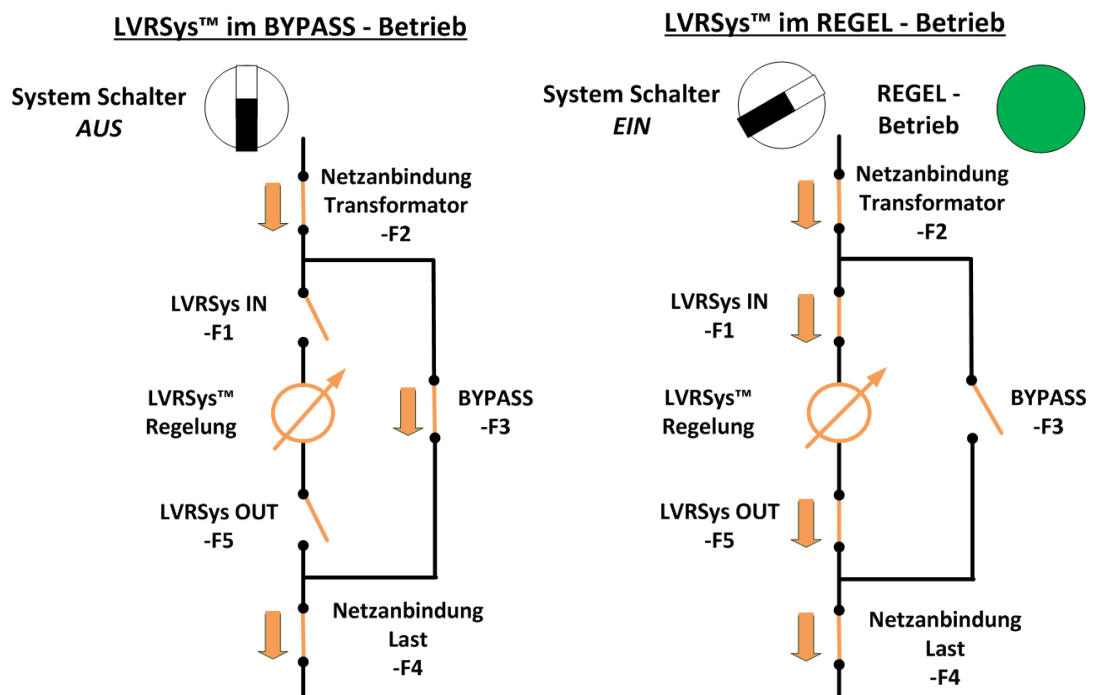 LVRSys™ im BYPASS - Betrieb
System Schalter
AUS
Netzanbindung
Transformator
-F2
LVRSys IN
-F1
LVRSys™
Regelung
BYPASS
-F3
LVRSys OUT
-F5
Netzanbindung
Last
-F4
LVRSys™ im REGEL - Betrieb
System Schalter
EIN
REGEL -
Betrieb
Netzanbindung
Transformator
-F2
LVRSys IN
-F1
LVRSys™
Regelung
BYPASS
-F3
LVRSys OUT
-F5
Netzanbindung
Last
-F4